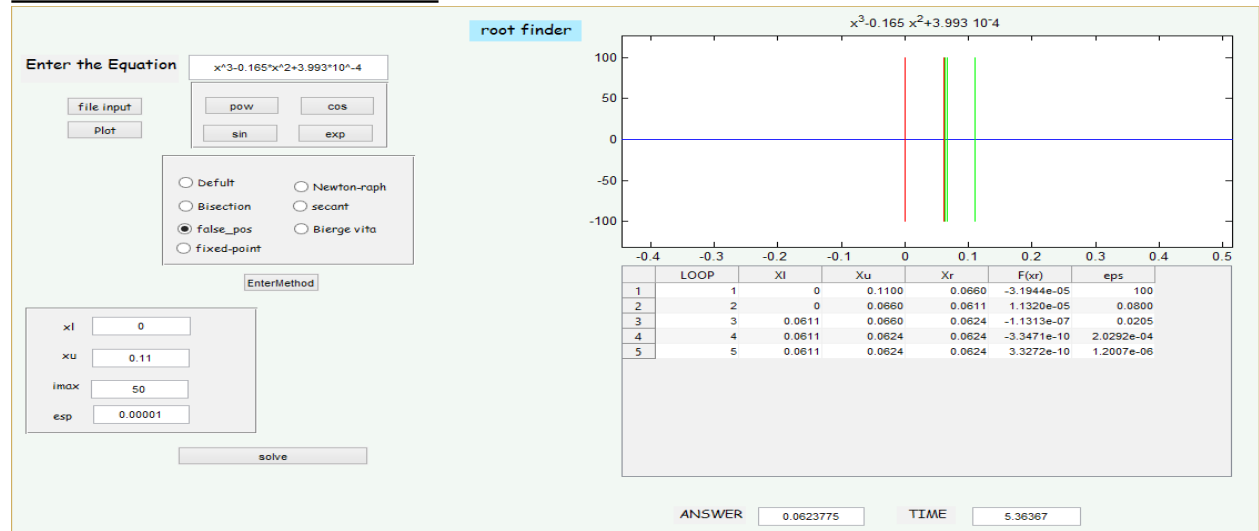 root finder
Enter the Equation
x^3-0.165*x^2+3.993*10^-4
file input
Plot
pow
cos
sin
exp
Defult
Newton-raph
Bisection
secant
false_pos
Bierge vita
fixed-point
EnterMethod
xl
0
xu
0.11
imax
50
esp
0.00001
solve
x³-0.165 x²+3.993 10⁻4
100
50
0
-50
-100
-0.4 -0.3 -0.2 -0.1 0 0.1 0.2 0.3 0.4 0.5
LOOP Xl Xu Xr F(xr) eps
1 1 0 0.1100 0.0660 -3.1944e-05 100
2 2 0 0.0660 0.0611 1.1320e-05 0.0800
3 3 0.0611 0.0660 0.0624 -1.1313e-07 0.0205
4 4 0.0611 0.0624 0.0624 -3.3471e-10 2.0292e-04
5 5 0.0611 0.0624 0.0624 3.3272e-10 1.2007e-06
ANSWER 0.0623775 TIME 5.36367